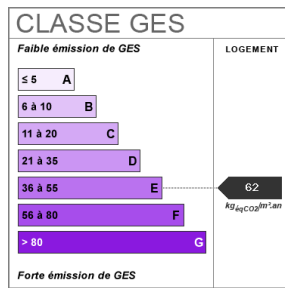 CLASSE GES
Faible émission de GES
LOGEMENT
≤ 5 A
6 à 10 B
11 à 20 C
21 à 35 D
36 à 55 E
62
kgéqCO2/m².an
56 à 80 F
> 80 G
Forte émission de GES